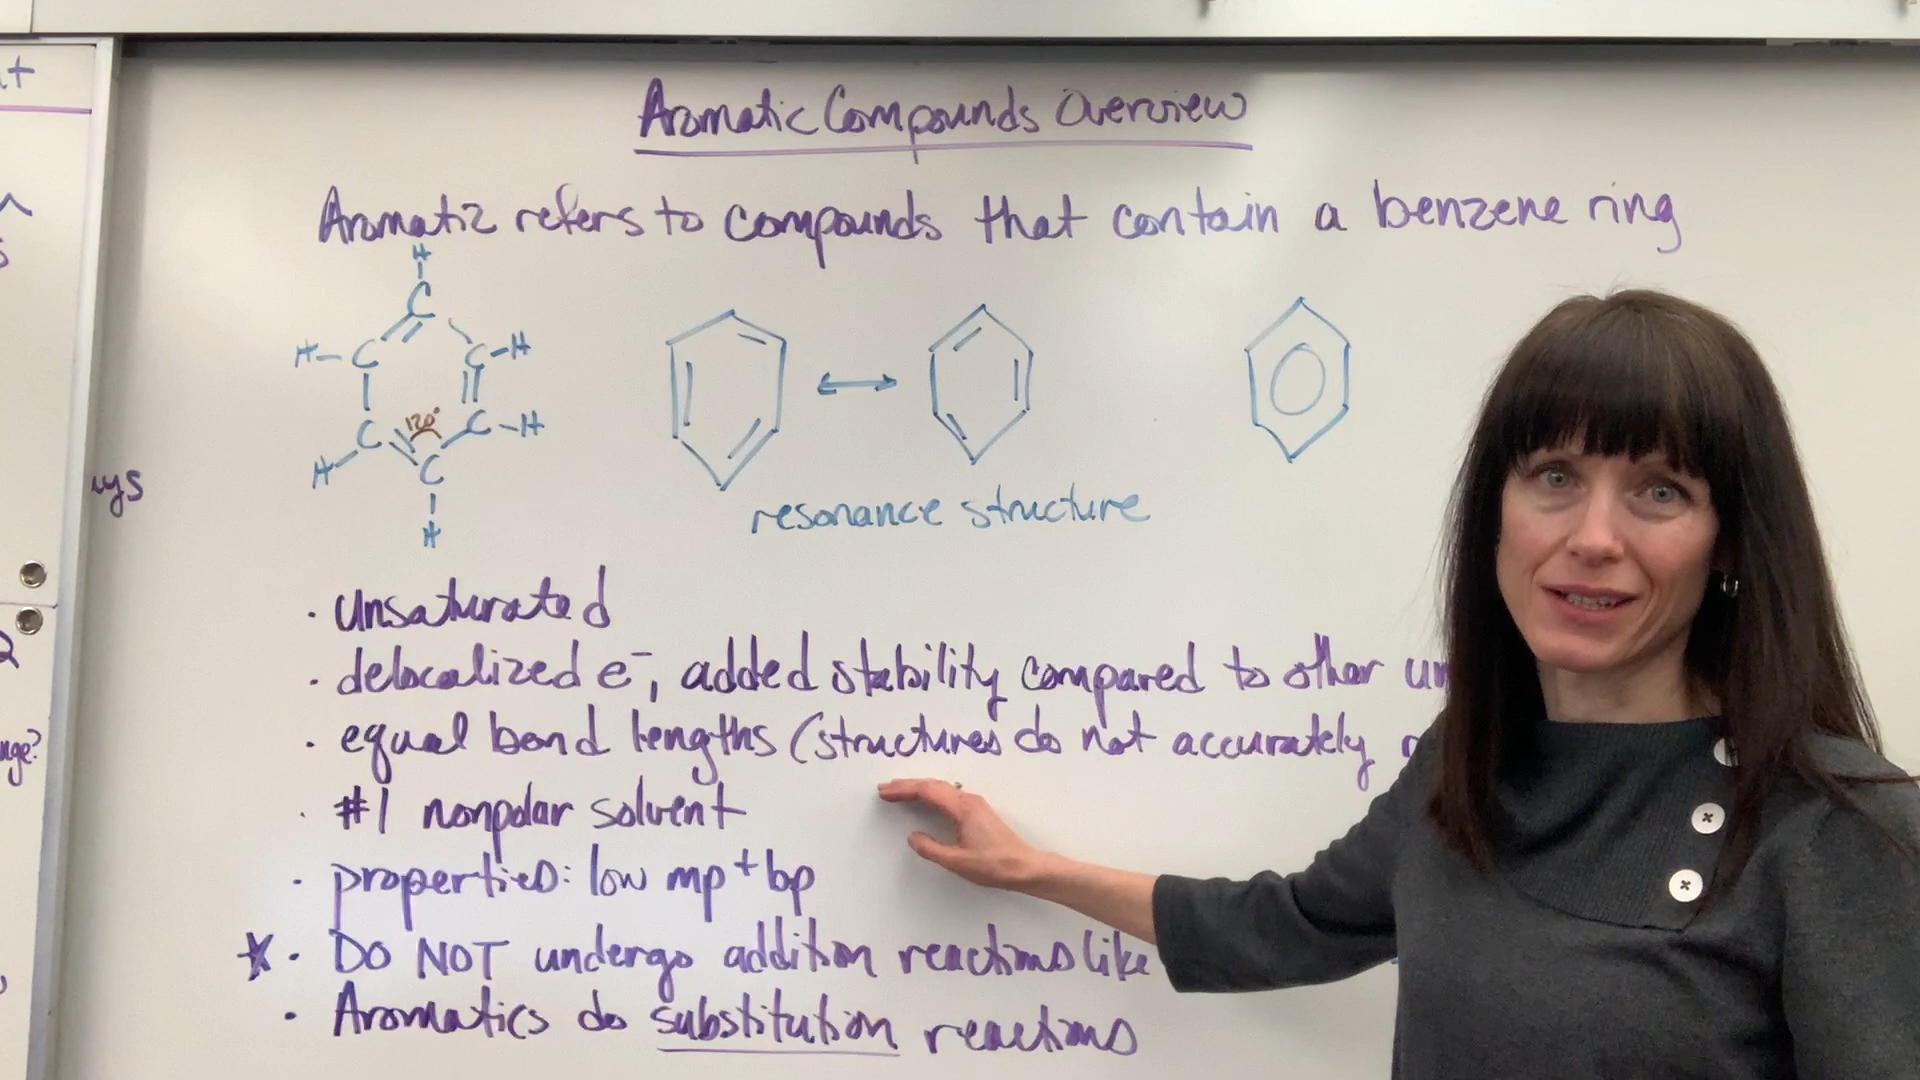 Aromatic Compounds Overview
Aromatic refers to compounds that contain a benzene ring
H
C
H-C C-H
120°
C C-H
H
C
H
resonance structure
ys
• Unsaturated
• delocalized e⁻, added stability compared to other un
• equal bond lengths (structures do not accurately r
• #1 nonpolar solvent
• properties: low mp + bp
* • DO NOT undergo addition reactions like
• Aromatics do substitution reactions